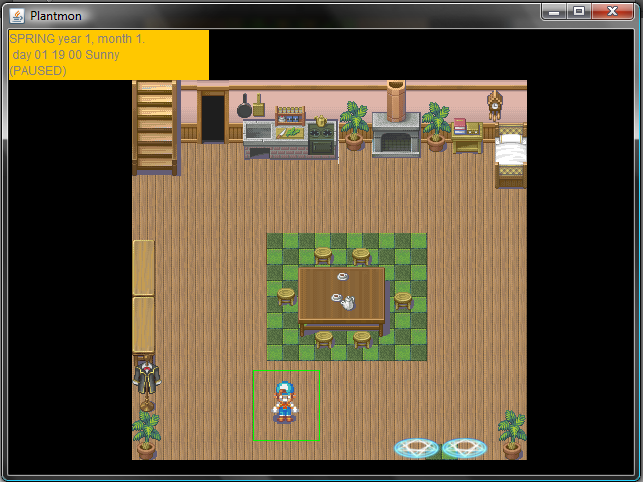 Plantmon
SPRING year 1, month 1.
day 01 19 00 Sunny
(PAUSED)